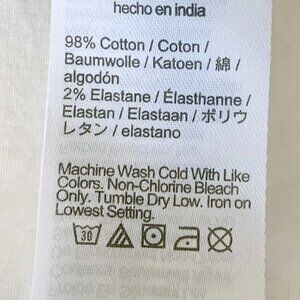 hecho en india
98% Cotton / Coton /
Baumwolle / Katoen / 綿 /
algodón
2% Elastane / Élasthanne /
Elastan / Elastaan / ポリウ
レタン / elastano
Machine Wash Cold With Like
Colors. Non-Chlorine Bleach
Only. Tumble Dry Low. Iron on
Lowest Setting.
30